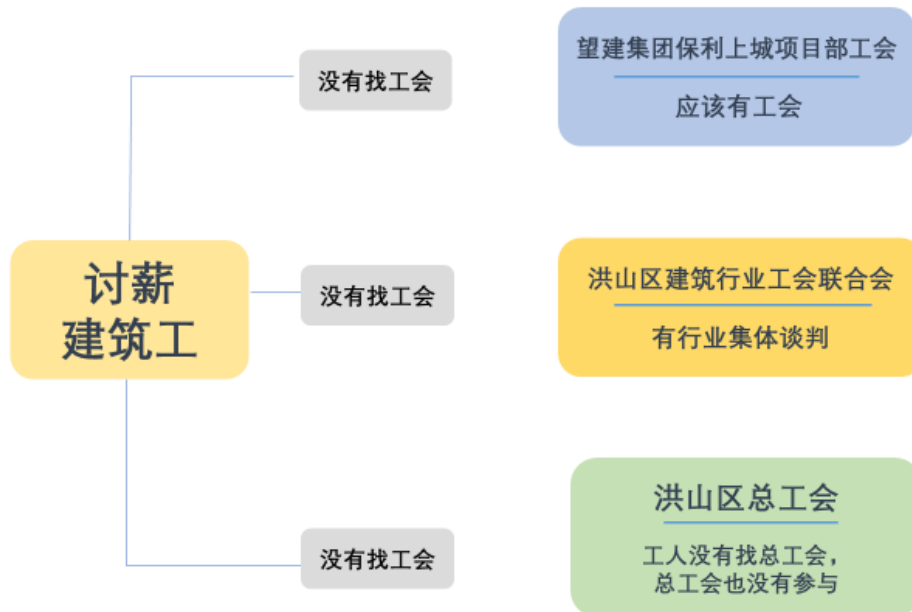 没有找工会
望建集团保利上城项目部工会
应该有工会
讨薪
建筑工
没有找工会
洪山区建筑行业工会联合会
有行业集体谈判
没有找工会
洪山区总工会
工人没有找总工会，
总工会也没有参与